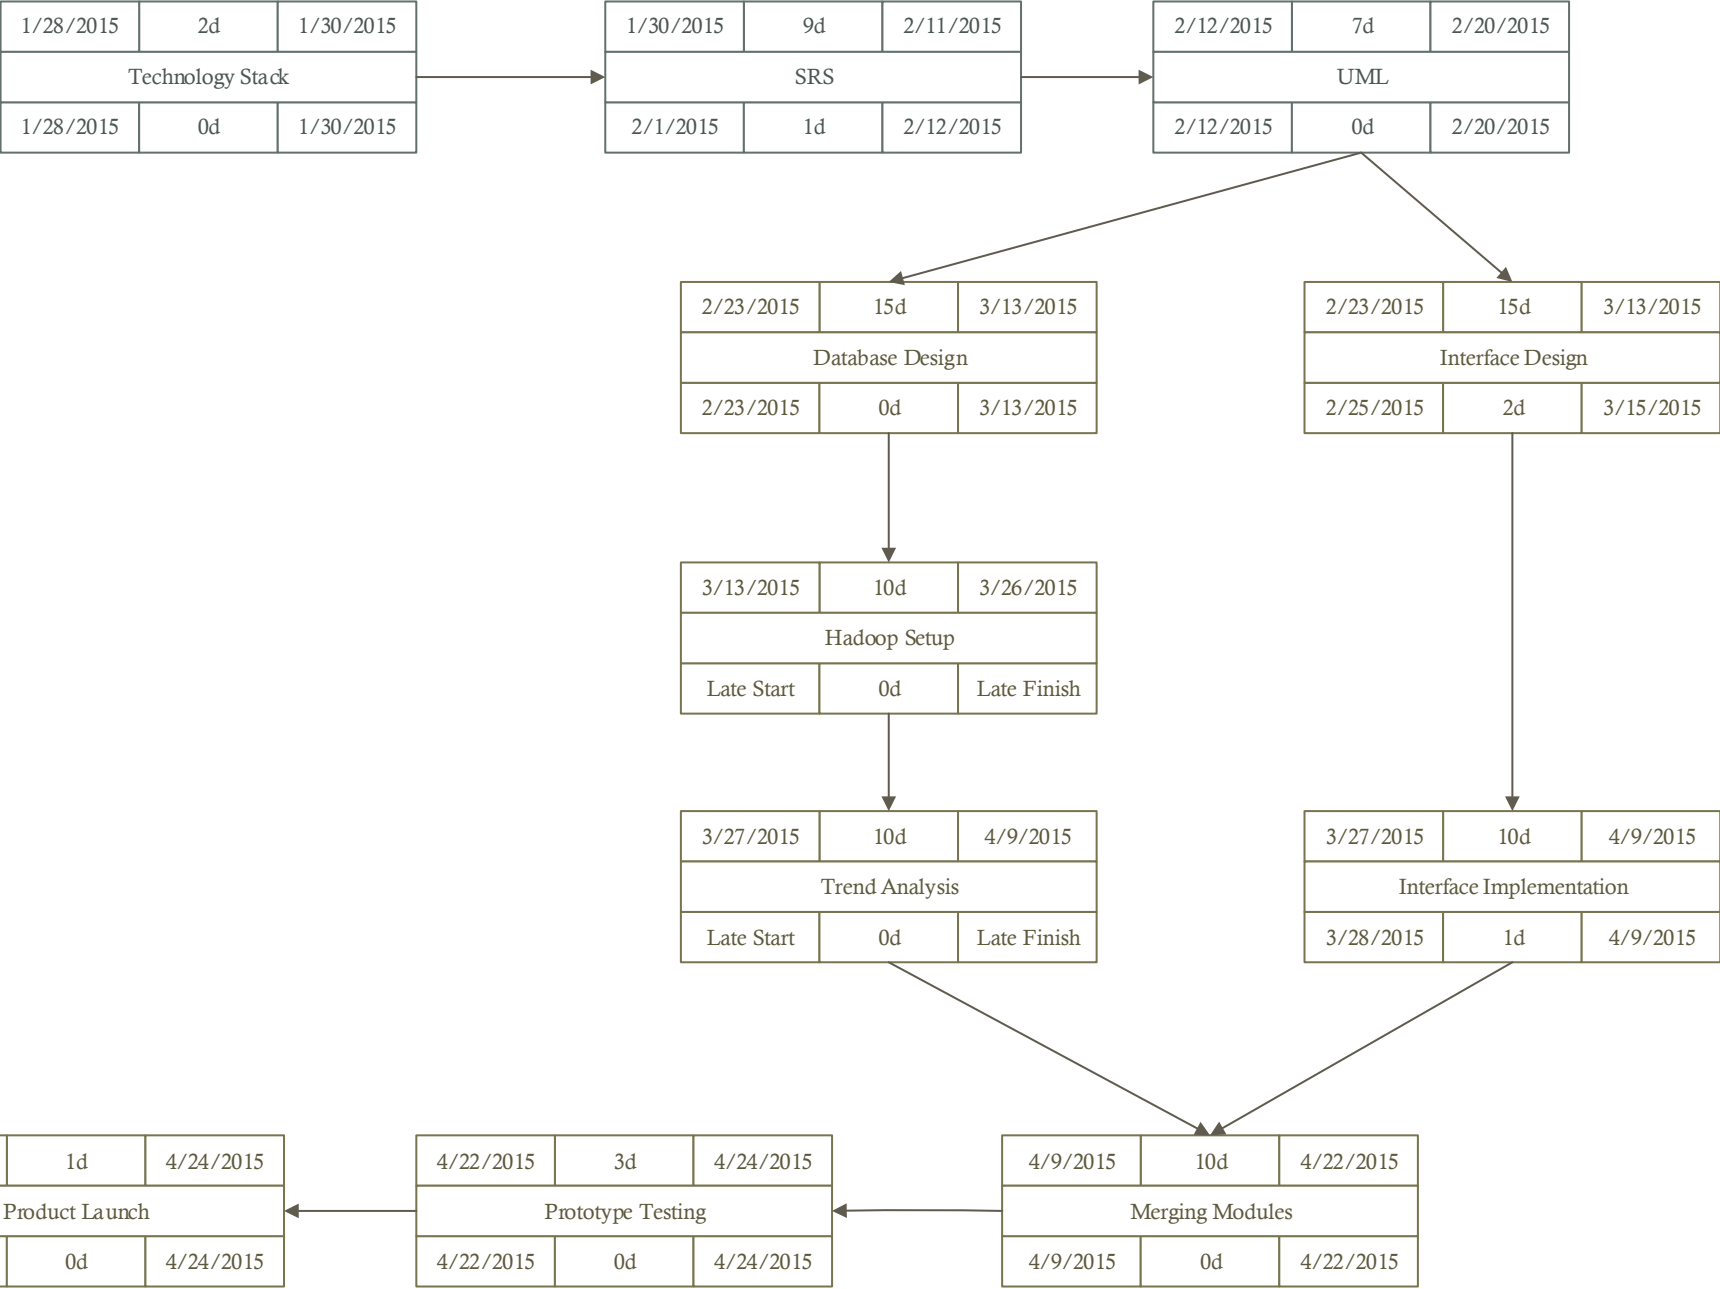 1/28/2015 2d 1/30/2015
Technology Stack
1/28/2015 0d 1/30/2015
1/30/2015 9d 2/11/2015
SRS
2/1/2015 1d 2/12/2015
2/12/2015 7d 2/20/2015
UML
2/12/2015 0d 2/20/2015
2/23/2015 15d 3/13/2015
Database Design
2/23/2015 0d 3/13/2015
2/23/2015 15d 3/13/2015
Interface Design
2/25/2015 2d 3/15/2015
3/13/2015 10d 3/26/2015
Hadoop Setup
Late Start 0d Late Finish
3/27/2015 10d 4/9/2015
Trend Analysis
Late Start 0d Late Finish
3/27/2015 10d 4/9/2015
Interface Implementation
3/28/2015 1d 4/9/2015
1d 4/24/2015
Product Launch
0d 4/24/2015
4/22/2015 3d 4/24/2015
Prototype Testing
4/22/2015 0d 4/24/2015
4/9/2015 10d 4/22/2015
Merging Modules
4/9/2015 0d 4/22/2015